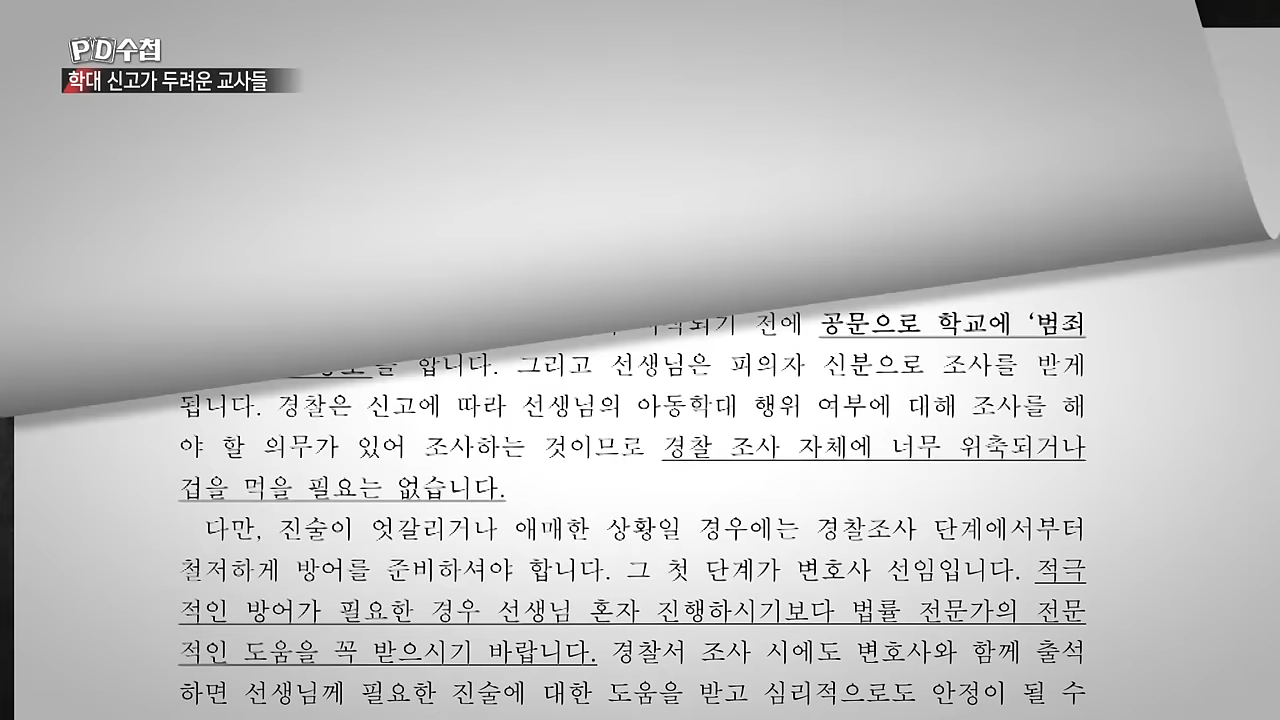 PD수첩
학대 신고가 두려운 교사들
전에 공문으로 학교에 ‘범죄
를 합니다. 그리고 선생님은 피의자 신분으로 조사를 받게
됩니다. 경찰은 신고에 따라 선생님의 아동학대 행위 여부에 대해 조사를 해
야 할 의무가 있어 조사하는 것이므로 경찰 조사 자체에 너무 위축되거나
겁을 먹을 필요는 없습니다.
다만, 진술이 엇갈리거나 애매한 상황일 경우에는 경찰조사 단계에서부터
철저하게 방어를 준비하셔야 합니다. 그 첫 단계가 변호사 선임입니다. 적극
적인 방어가 필요한 경우 선생님 혼자 진행하시기보다 법률 전문가의 전문
적인 도움을 꼭 받으시기 바랍니다. 경찰서 조사 시에도 변호사와 함께 출석
하면 선생님께 필요한 진술에 대한 도움을 받고 심리적으로도 안정이 될 수